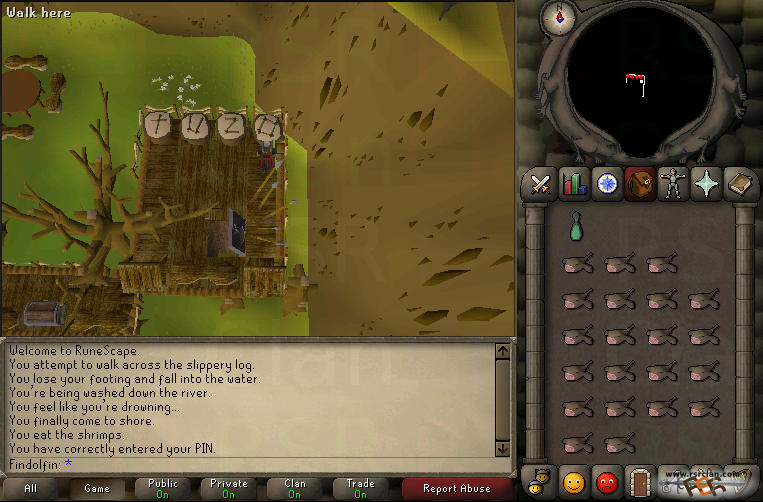 Walk here
N
t u z o
Welcome to RuneScape.
You attempt to walk across the slippery log.
You lose your footing and fall into the water.
You're being washed down the river.
You feel like you're drowning...
You finally come to shore.
You eat the shrimps.
You have correctly entered your PIN.
Findolfin: *
All
Game
Public
On
Private
On
Clan
On
Trade
On
Report Abuse
www.rsrclan.com